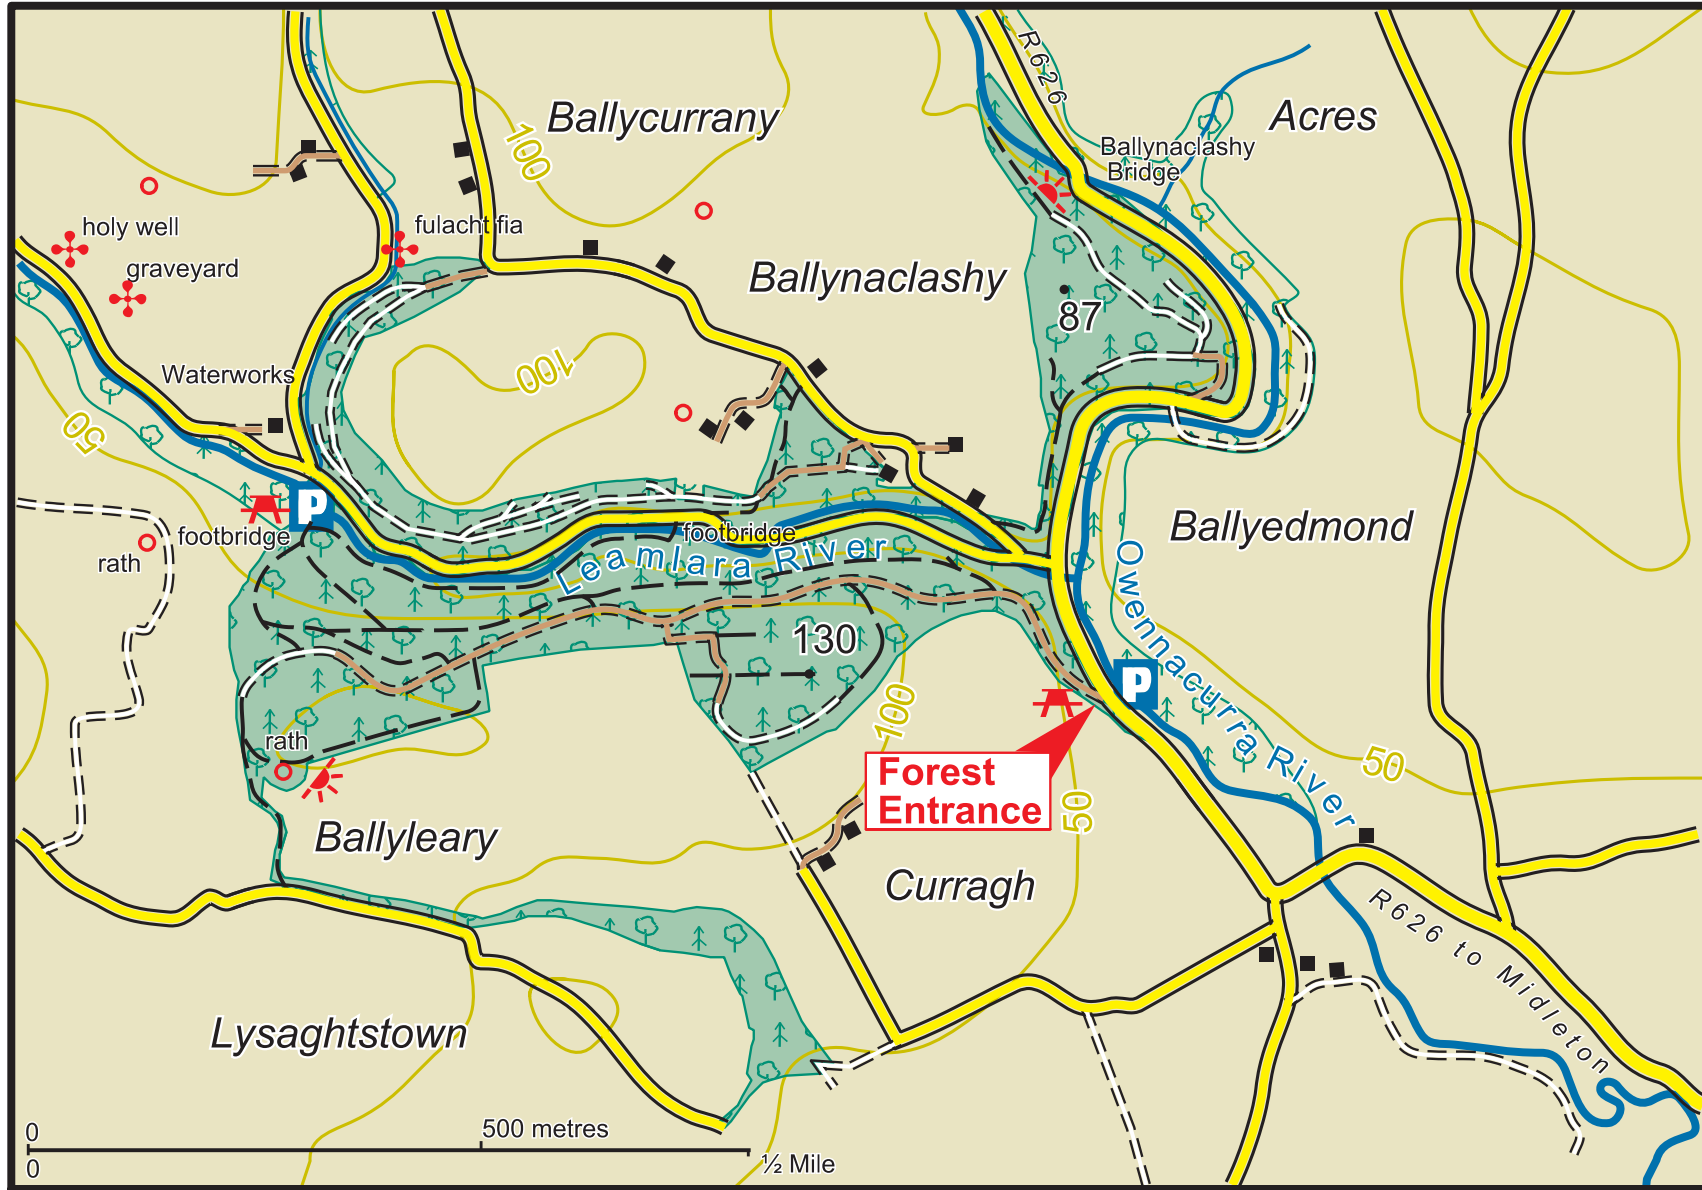 R626
Ballycurrany
Acres
100
Ballynaclashy
Bridge
holy well
fulacht fia
graveyard
Ballynaclashy
87
Waterworks
100
50
P
footbridge
footbridge
Ballyedmond
rath
Leamlara River
Owennacurra River
130
P
100
rath
50
Forest
Entrance
50
Ballyleary
Curragh
R626 to Midleton
Lysaghtstown
0
500 metres
0
½ Mile